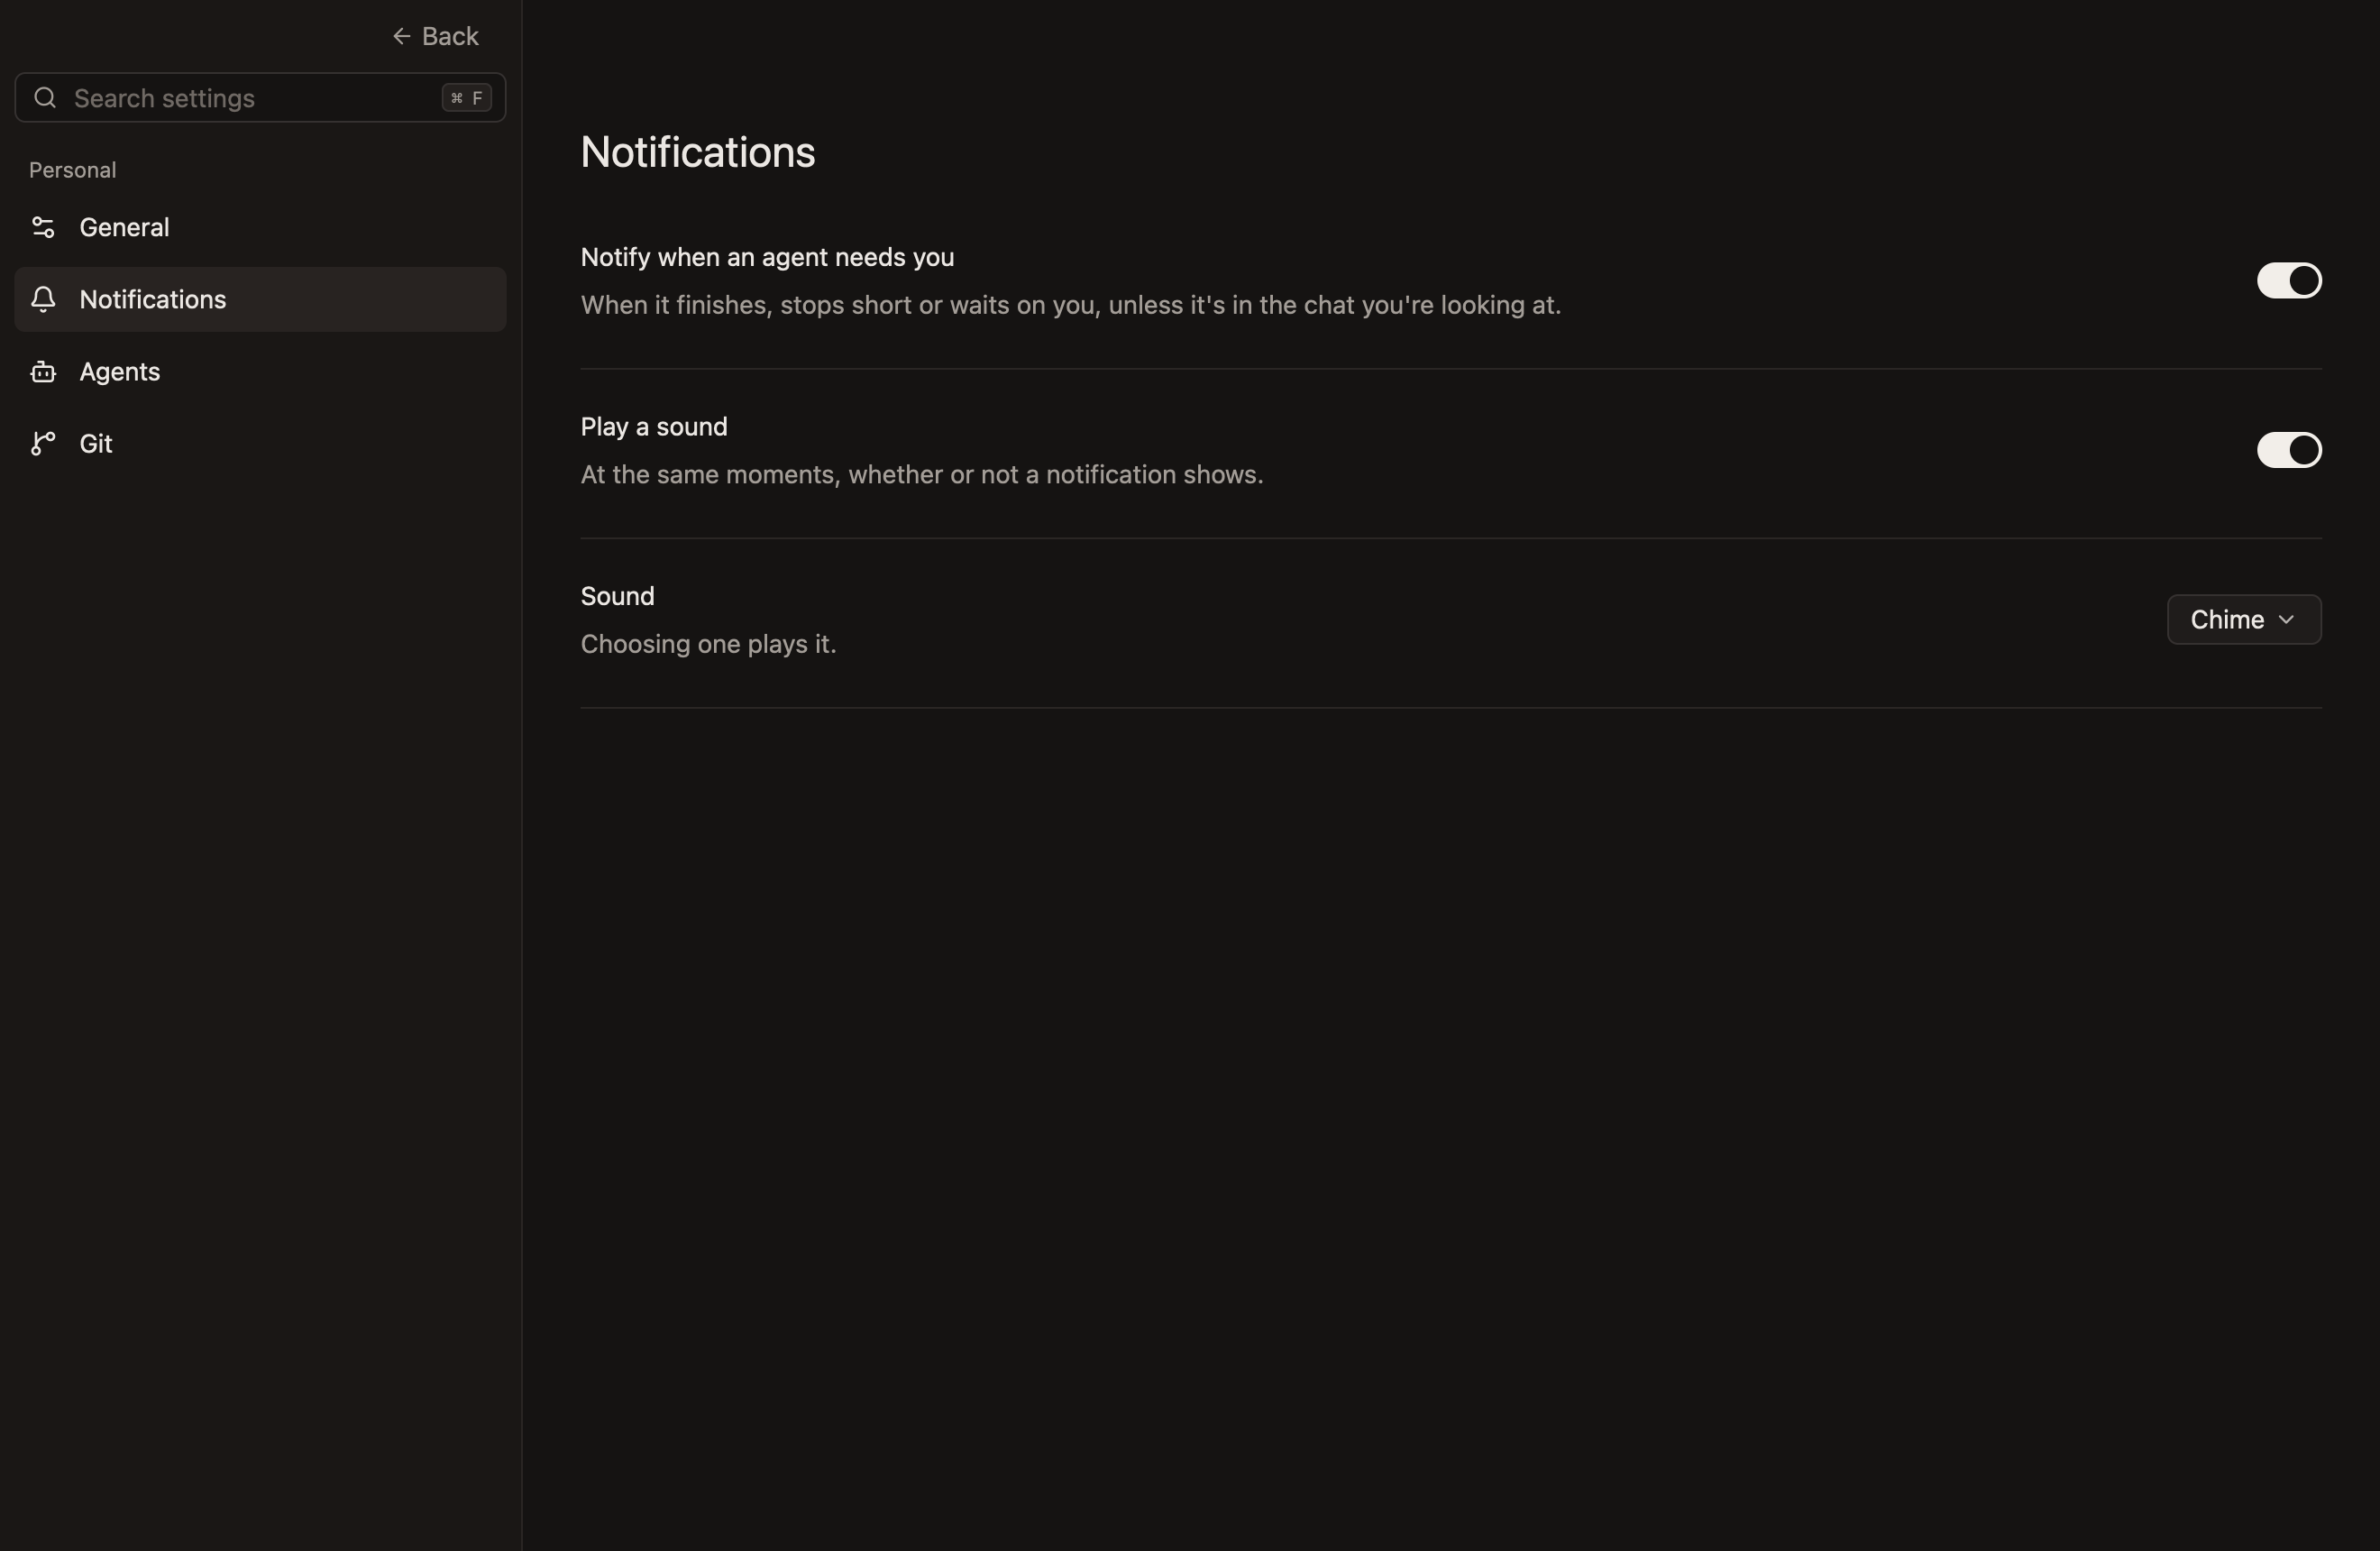 Back
Search settings
⌘ F
Personal
General
Notifications
Agents
Git
Notifications
Notify when an agent needs you
When it finishes, stops short or waits on you, unless it's in the chat you're looking at.
Play a sound
At the same moments, whether or not a notification shows.
Sound
Choosing one plays it.
Chime